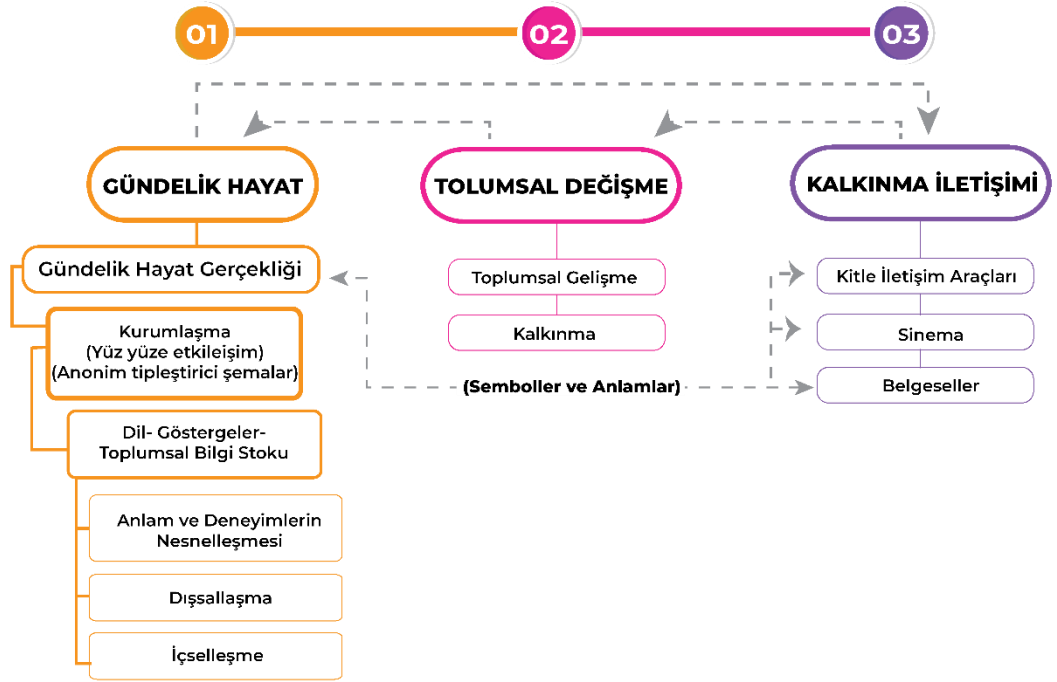 01
02
03
GÜNDELİK HAYAT
TOLUMSAL DEĞİŞME
KALKINMA İLETİŞİMİ
Gündelik Hayat Gerçekliği
Kurumlaşma
(Yüz yüze etkileişim)
(Anonim tipleştirici şemalar)
Dil- Göstergeler-
Toplumsal Bilgi Stoku
Anlam ve Deneyimlerin
Nesnelleşmesi
Dışsallaşma
İçselleşme
Toplumsal Gelişme
Kalkınma
(Semboller ve Anlamlar)
Kitle İletişim Araçları
Sinema
Belgeseller